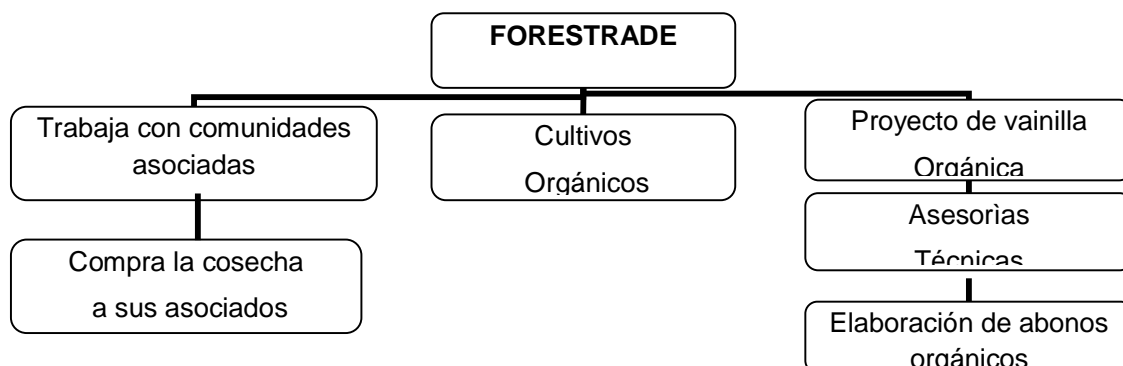 FORESTRADE
Trabaja con comunidades
asociadas
Cultivos
Orgánicos
Proyecto de vainilla
Orgánica
Asesorìas
Técnicas
Compra la cosecha
a sus asociados
Elaboración de abonos
orgánicos